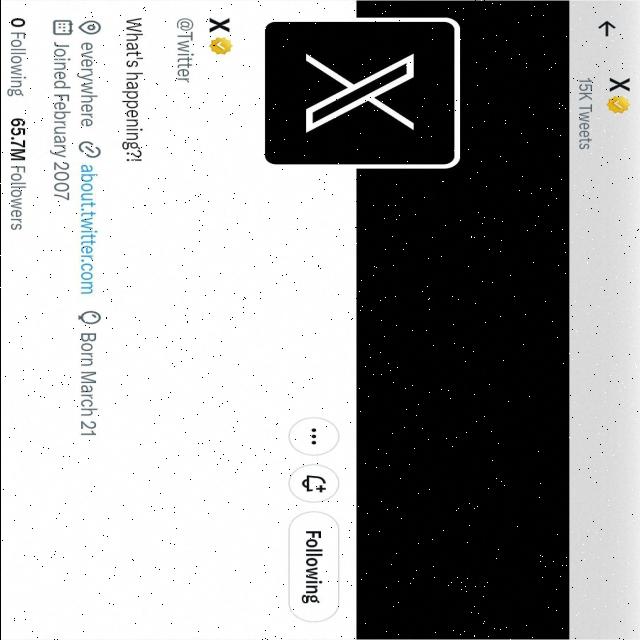 X
15K Tweets
Following
X
@Twitter
What's happening?!
everywhere about.twitter.com Born March 21
Joined February 2007
0 Following 65.7M Followers